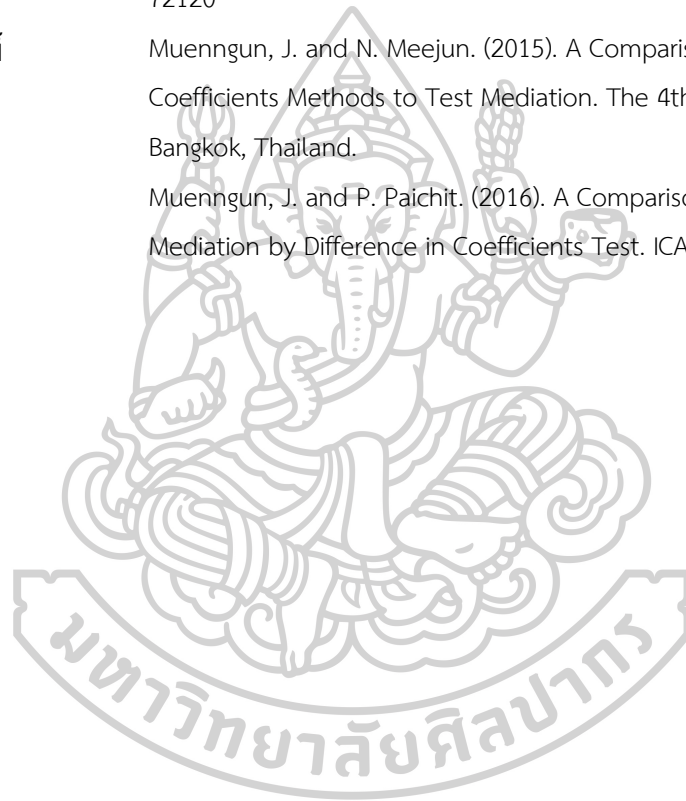 72120
Muenngun, J. and N. Meejun. (2015). A Comparis
Coefficients Methods to Test Mediation. The 4th
Bangkok, Thailand.
Muenngun, J. and P. Paichit. (2016). A Compariso
Mediation by Difference in Coefficients Test. ICA
มหาวิทยาลัยศิลปากร